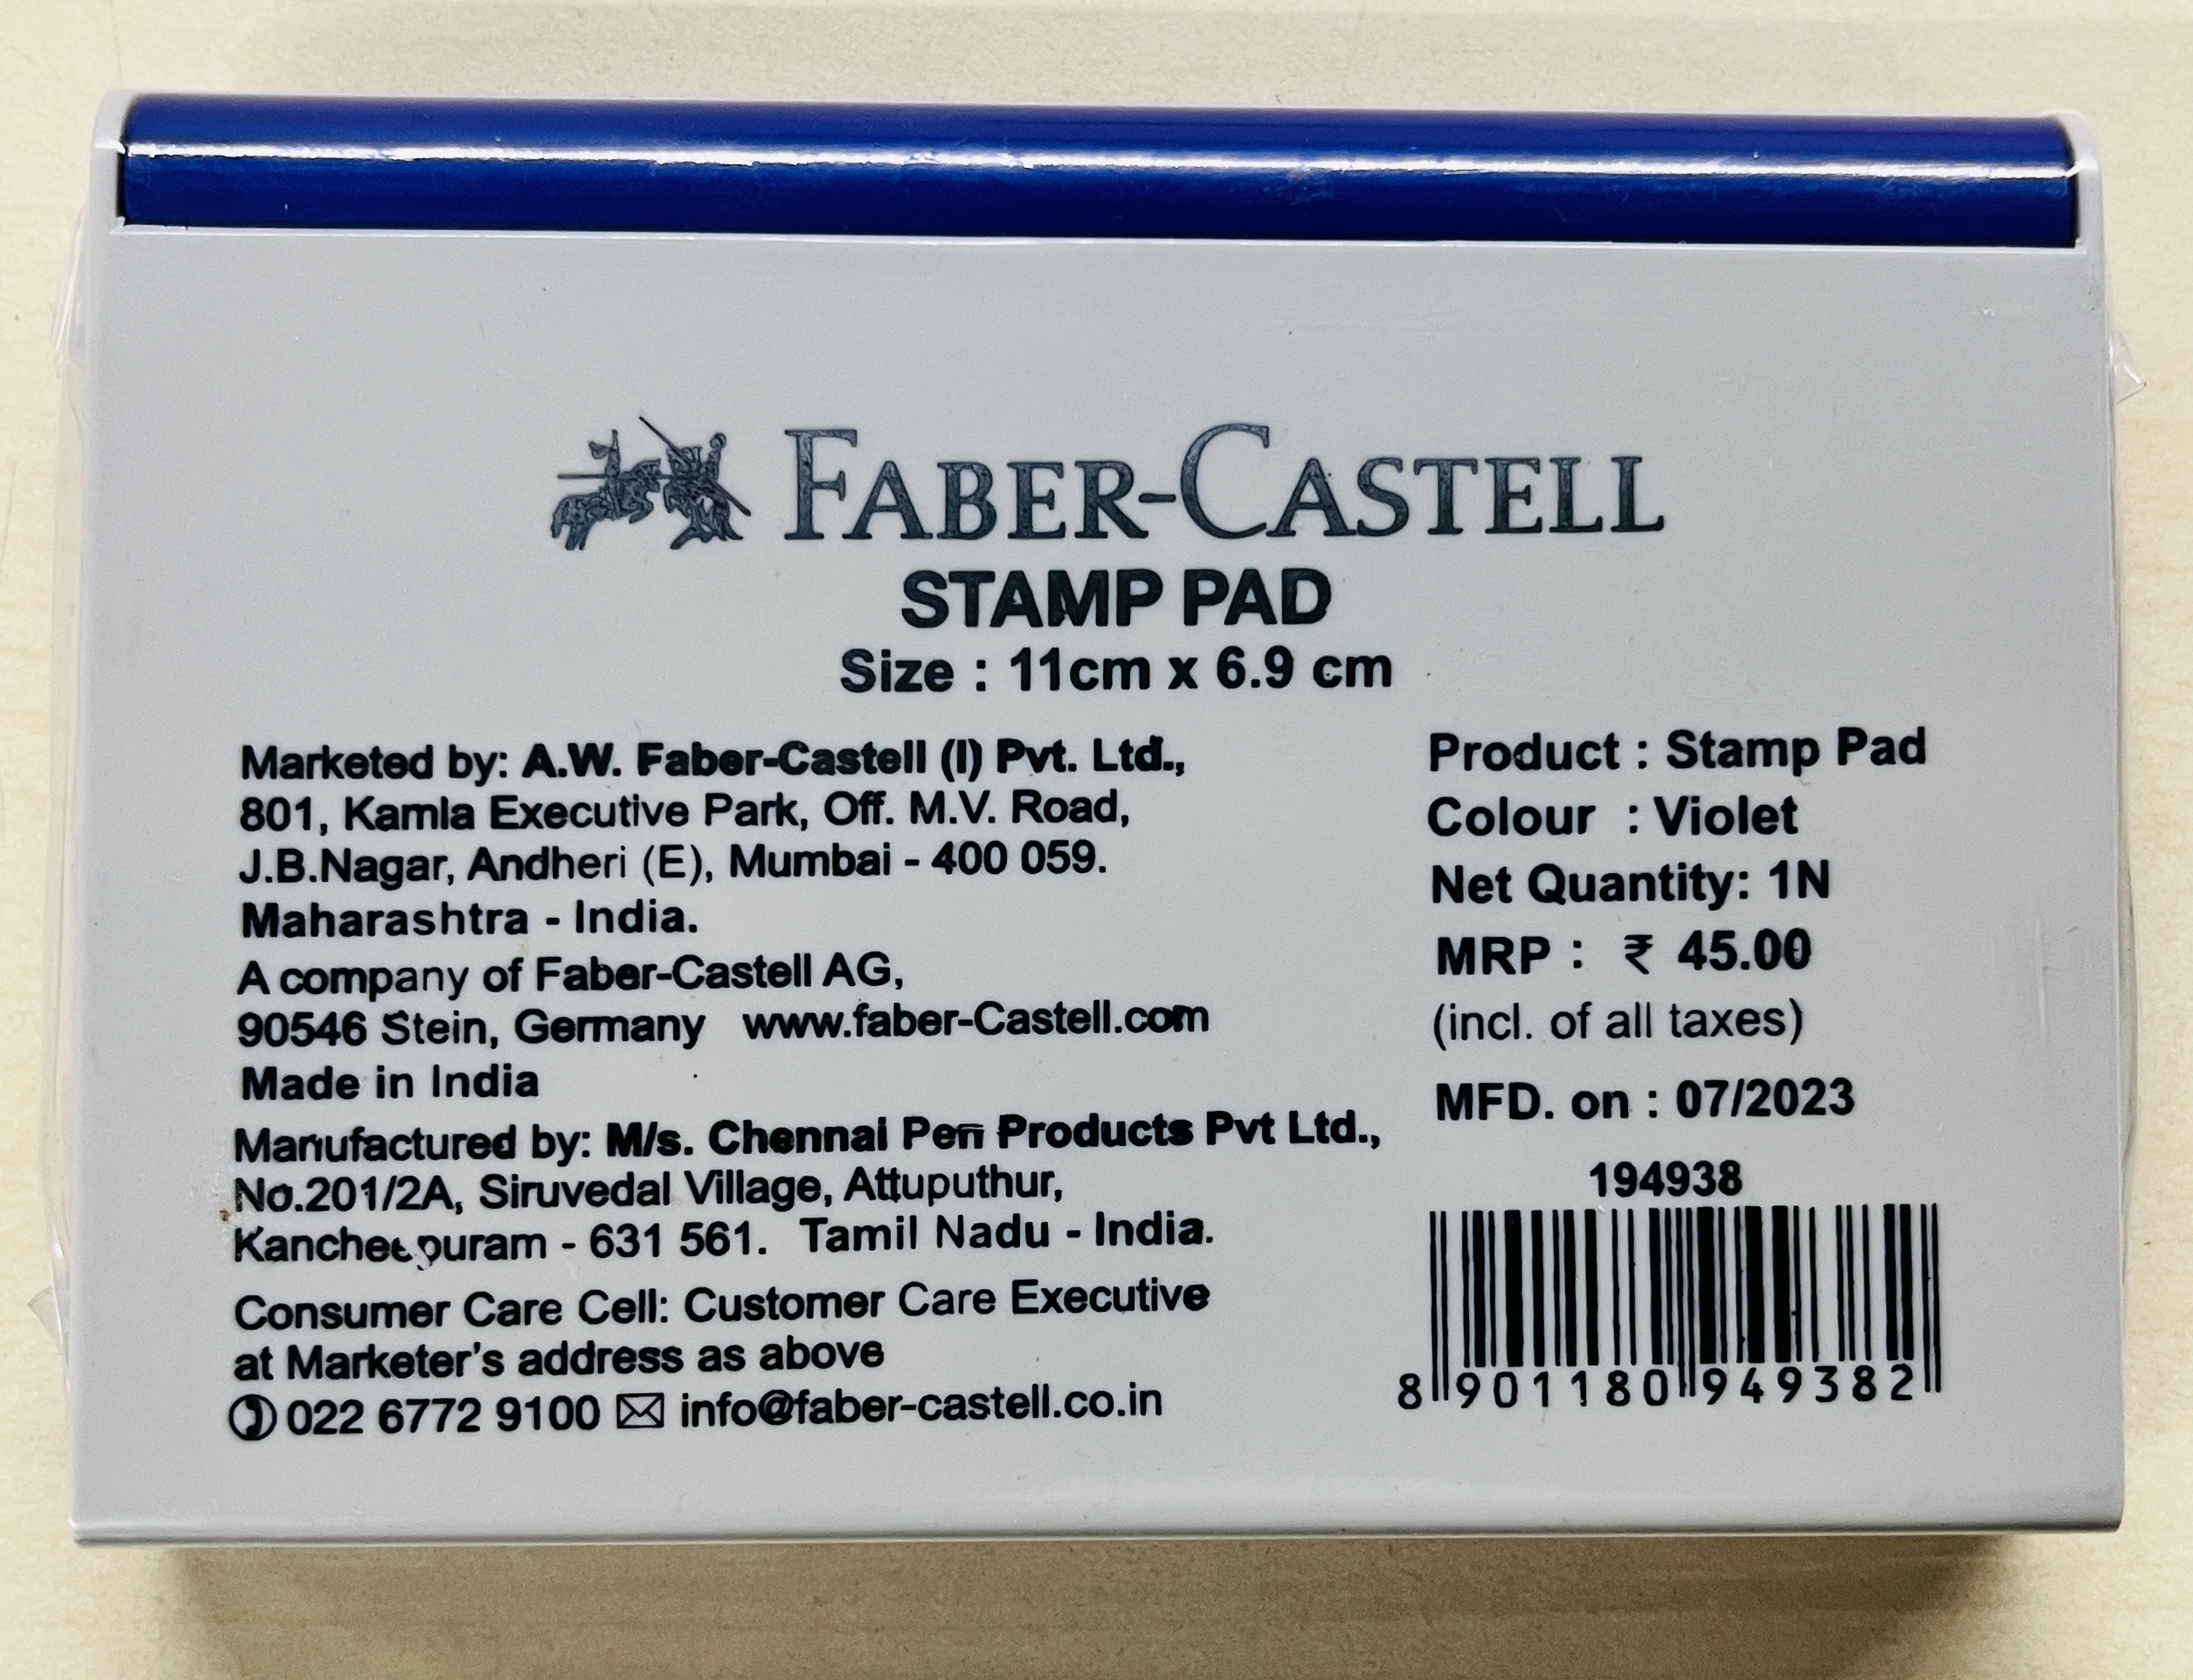 FABER-CASTELL
STAMP PAD
Size : 11cm x 6.9 cm
Marketed by: A.W. Faber-Castell (I) Pvt. Ltd.,
801, Kamla Executive Park, Off. M.V. Road,
J.B.Nagar, Andheri (E), Mumbai - 400 059.
Maharashtra - India.
A company of Faber-Castell AG,
90546 Stein, Germany www.faber-Castell.com
Made in India
Manufactured by: M/s. Chennai Pen Products Pvt Ltd.,
No.201/2A, Siruvedal Village, Attuputhur,
Kancheepuram - 631 561. Tamil Nadu - India.
Consumer Care Cell: Customer Care Executive
at Marketer's address as above
022 6772 9100 info@faber-castell.co.in
Product : Stamp Pad
Colour : Violet
Net Quantity: 1N
MRP : ₹ 45.00
(incl. of all taxes)
MFD. on : 07/2023
194938
8 901180 949382